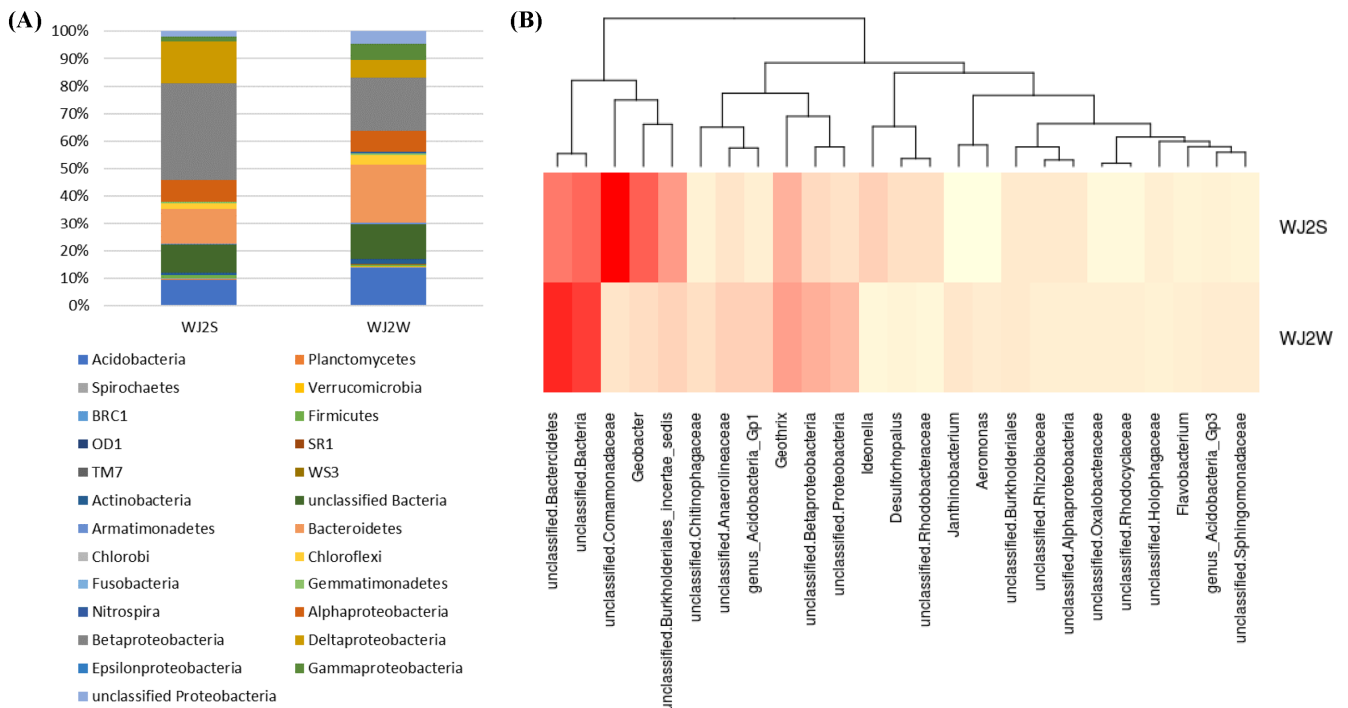 (A)
100%
90%
80%
70%
60%
50%
40%
30%
20%
10%
0%
WJ2S WJ2W
Acidobacteria Planctomycetes
Spirochaetes Verrucomicrobia
BRC1 Firmicutes
OD1 SR1
TM7 WS3
Actinobacteria unclassified Bacteria
Armatimonadetes Bacteroidetes
Chlorobi Chloroflexi
Fusobacteria Gemmatimonadetes
Nitrospira Alphaproteobacteria
Betaproteobacteria Deltaproteobacteria
Epsilonproteobacteria Gammaproteobacteria
unclassified Proteobacteria
(B)
WJ2S
WJ2W
unclassified.Bactercidetes
unclassified.Bacteria
unclassified.Comamonadaceae
Geobacter
unclassified.Burkholderiales_incertae_sedis
unclassified.Chitinophagaceae
unclassified.Anaerolineaceae
genus_Acidobacteria_Gp1
Geothrix
unclassified.Betaproteobacteria
unclassified.Proteobacteria
Ideonella
Desulforhopalus
unclassified.Rhodobacteraceae
Janthinobacterium
Aeromonas
unclassified.Burkholderiales
unclassified.Rhizobiaceae
unclassified.Alphaproteobacteria
unclassified.Oxalobacteraceae
unclassified.Rhodocyclaceae
unclassified.Holophagaceae
Flavobacterium
genus_Acidobacteria_Gp3
unclassified.Sphingomonadaceae